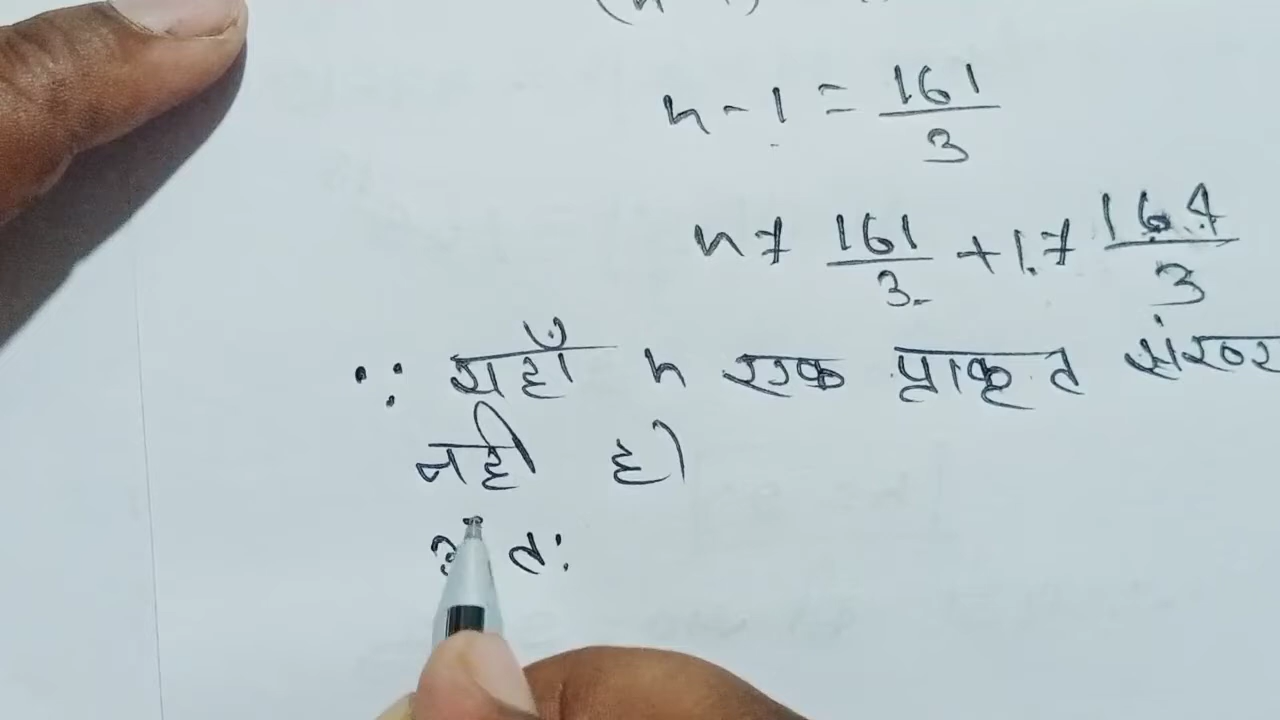 n - 1 = 161/3
n = 161/3 + 1 = 164/3
∵ यहाँ n एक प्राकृत
नही है।
अतः